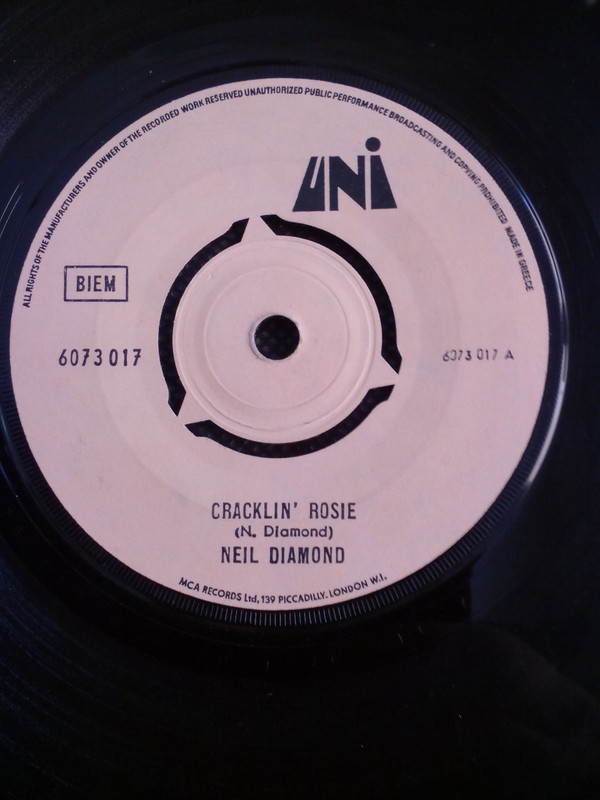 ALL RIGHTS OF THE MANUFACTURERS AND OWNER OF THE RECORDED WORK RESERVED UNAUTHORIZED PUBLIC PERFORMANCE BROADCASTING AND COPYING PROHIBITED MADE IN GREECE
UNi
BIEM
6073 017
6073 017 A
CRACKLIN' ROSIE
(N. Diamond)
NEIL DIAMOND
MCA RECORDS Ltd, 139 PICCADILLY. LONDON W.I.